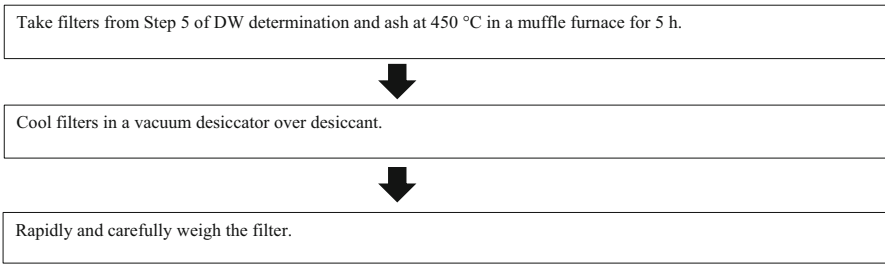 Take filters from Step 5 of DW determination and ash at 450 °C in a muffle furnace for 5 h.
Cool filters in a vacuum desiccator over desiccant.
Rapidly and carefully weigh the filter.